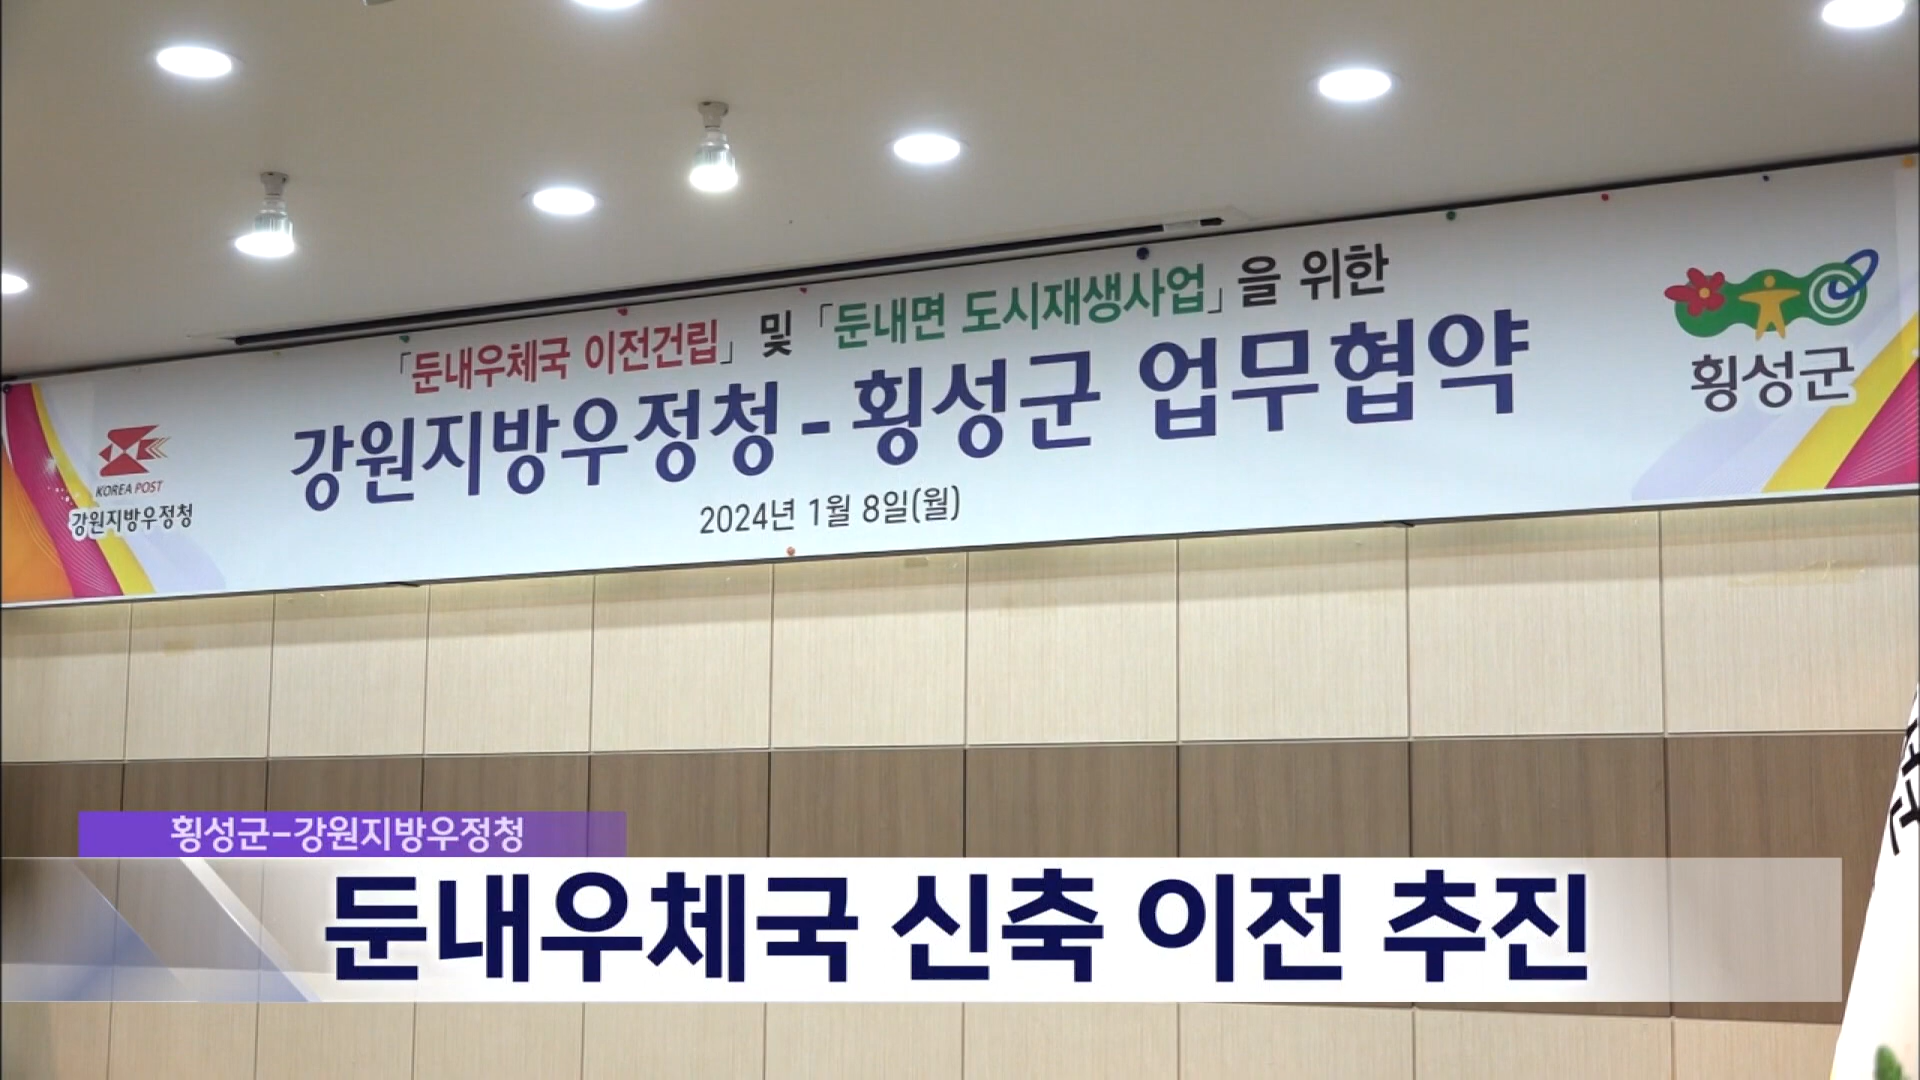 「둔내우체국 이전건립」 및 「둔내면 도시재생사업」을 위한
강원지방우정청-횡성군 업무협약
2024년 1월 8일(월)
KOREA POST
강원지방우정청
횡성군
횡성군-강원지방우정청
둔내우체국 신축 이전 추진